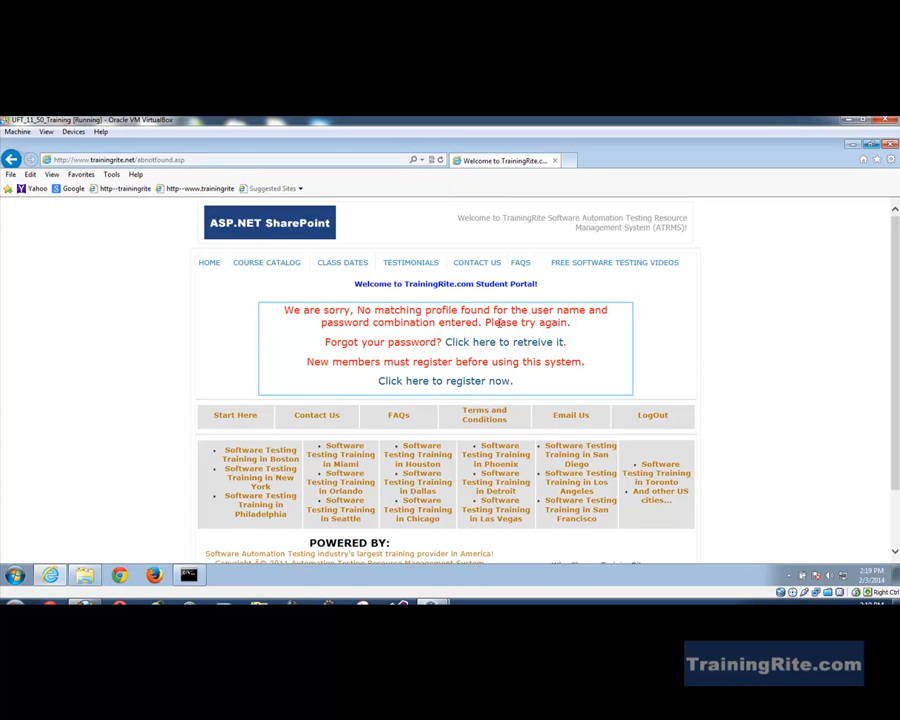 UFT_11_50_Training [Running] - Oracle VM VirtualBox
Machine View Devices Help
http://www.trainingrite.net/abnotfound.asp
Welcome to TrainingRite.c...
File Edit View Favorites Tools Help
Yahoo Google http--trainingrite http--www.trainingrite Suggested Sites
ASP.NET SharePoint
Welcome to TrainingRite Software Automation Testing Resource
Management System (ATRMS)!
HOME COURSE CATALOG CLASS DATES TESTIMONIALS CONTACT US FAQS FREE SOFTWARE TESTING VIDEOS
Welcome to TrainingRite.com Student Portal!
We are sorry, No matching profile found for the user name and
password combination entered. Please try again.
Forgot your password? Click here to retreive it.
New members must register before using this system.
Click here to register now.
Start Here Contact Us FAQs Terms and Conditions Email Us LogOut
Software Testing
Training in Boston
Software Testing
Training in New
York
Software Testing
Training in
Philadelphia
Software
Testing Training
in Miami
Software
Testing Training
in Orlando
Software
Testing Training
in Seattle
Software
Testing Training
in Houston
Software
Testing Training
in Dallas
Software
Testing Training
in Chicago
Software
Testing Training
in Phoenix
Software
Testing Training
in Detroit
Software
Testing Training
in Las Vegas
Software Testing
Training in San
Diego
Software Testing
Training in Los
Angeles
Software Testing
Training in San
Francisco
Software
Testing Training
in Toronto
And other US
cities...
POWERED BY:
Software Automation Testing industry's largest training provider in America!
2:19 PM
2/3/2014
Right Ctrl
TrainingRite.com